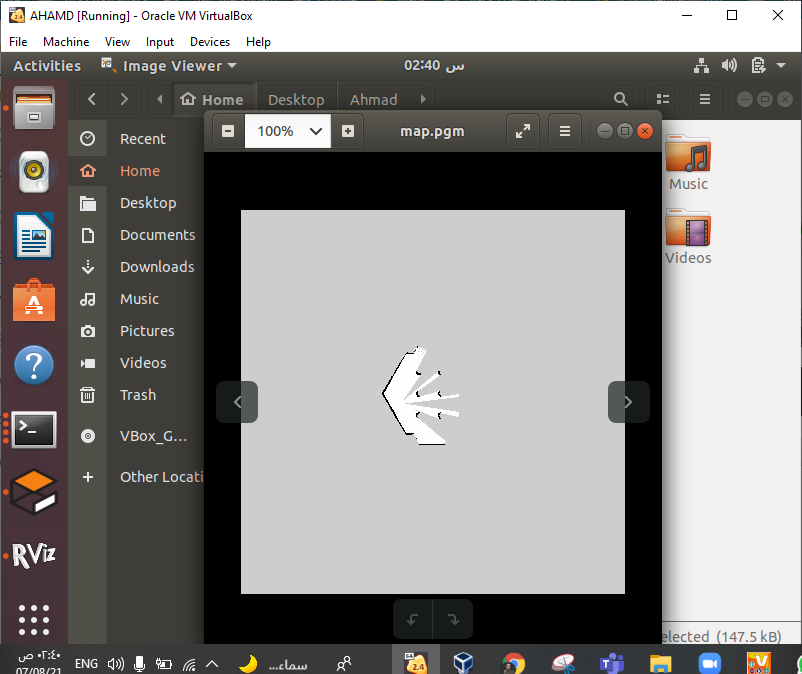 AHAMD [Running] - Oracle VM VirtualBox
File Machine View Input Devices Help
Activities Image Viewer 02:40 س
Home Desktop Ahmad
100% map.pgm
Recent
Home
Desktop
Documents
Downloads
Music
Pictures
Videos
Trash
VBox_G…
Other Locati
Music
Videos
elected (147.5 kB)
RViz
ENG سماء...
٠٢:٤٠ ص
07/08/21